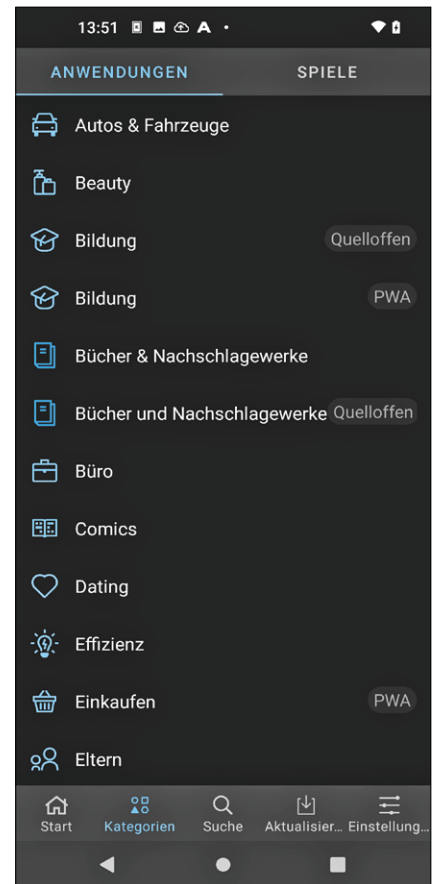 13:51
ANWENDUNGEN SPIELE
Autos & Fahrzeuge
Beauty
Bildung Quelloffen
Bildung PWA
Bücher & Nachschlagewerke
Bücher und Nachschlagewerke Quelloffen
Büro
Comics
Dating
Effizienz
Einkaufen PWA
Eltern
Start Kategorien Suche Aktualisier... Einstellung...